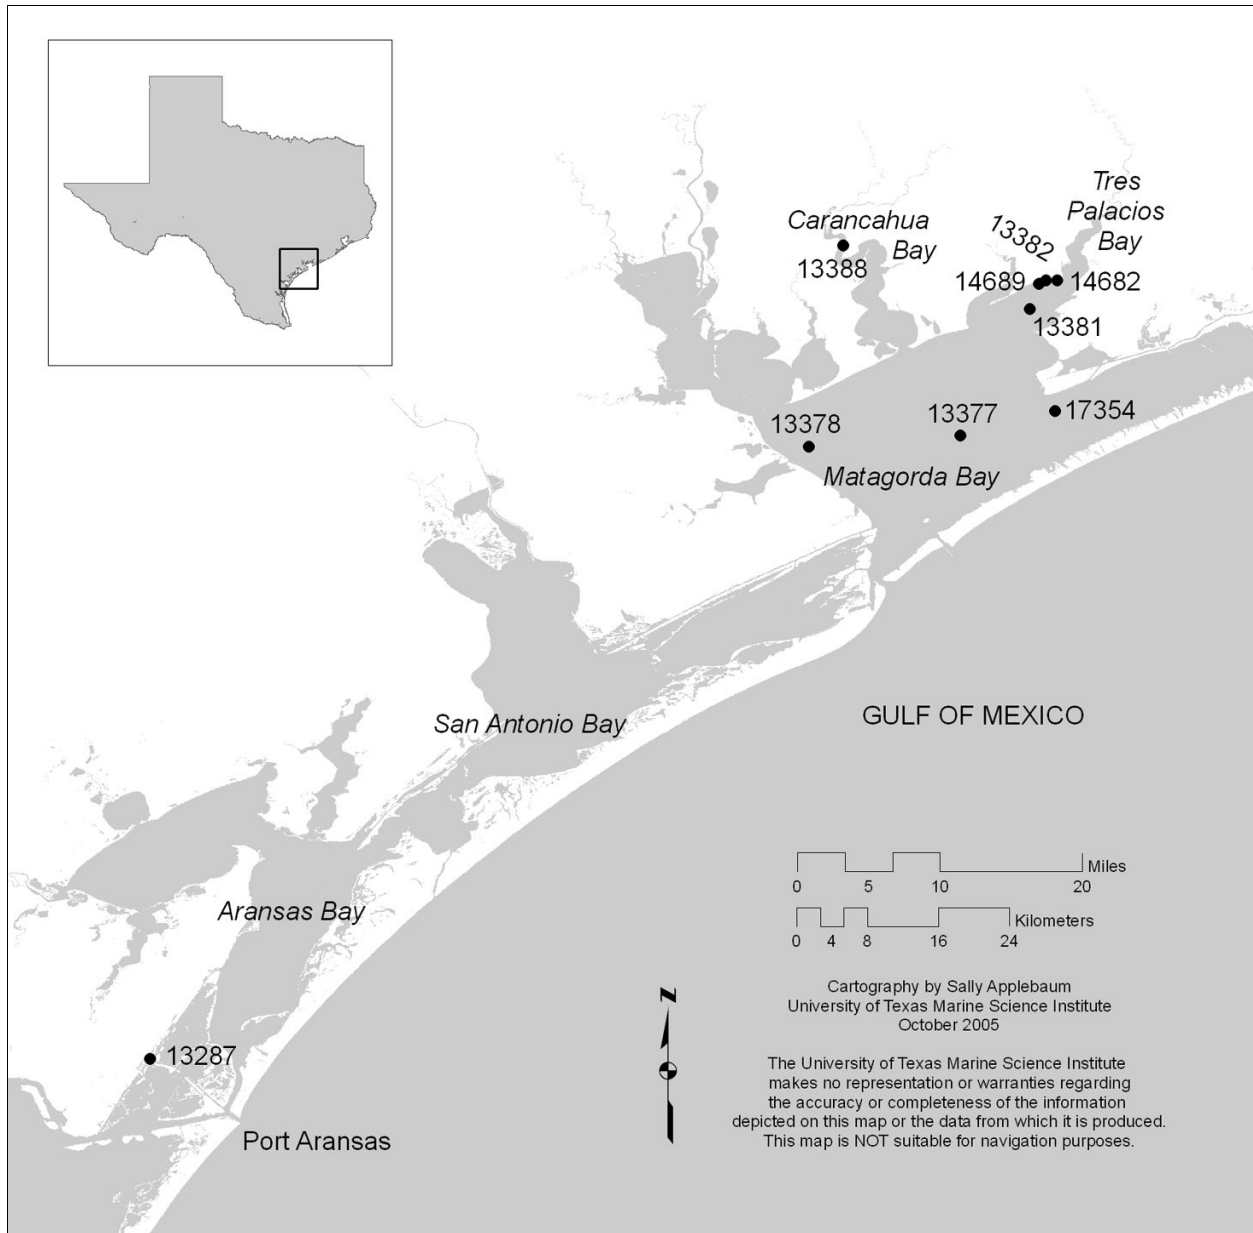 Tres
Palacios
Bay
Carancahua
Bay
13382
13388
14689
14682
13381
13378
13377
17354
Matagorda Bay
San Antonio Bay
GULF OF MEXICO
Aransas Bay
0 5 10 20 Miles
0 4 8 16 24 Kilometers
N
Cartography by Sally Applebaum
University of Texas Marine Science Institute
October 2005
13287
The University of Texas Marine Science Institute
makes no representation or warranties regarding
the accuracy or completeness of the information
depicted on this map or the data from which it is produced.
This map is NOT suitable for navigation purposes.
Port Aransas